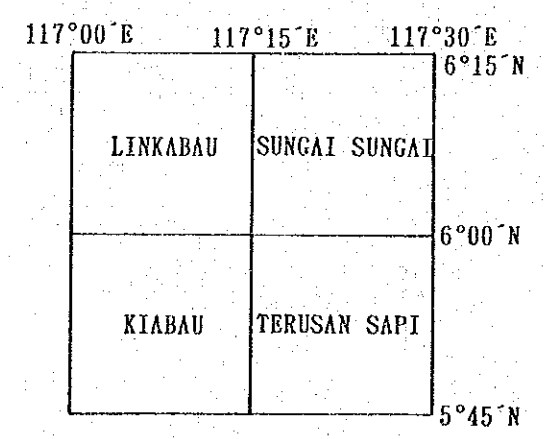 117°00´E 117°15´E 117°30´E
6°15´N
LINKABAU SUNGAI SUNGAI
6°00´N
KIABAU TERUSAN SAPI
5°45´N